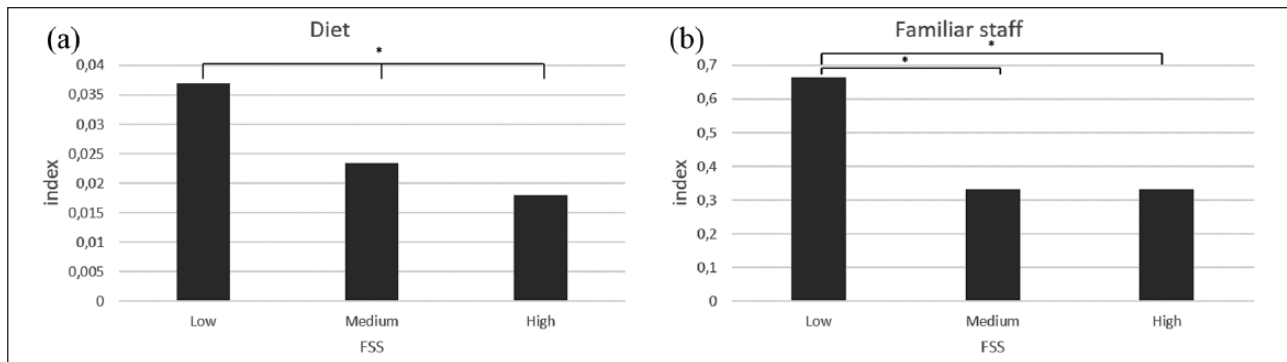 (a)
Diet
*
0,04
0,035
0,03
0,025
0,02
0,015
0,01
0,005
0
index
Low Medium High
FSS
(b)
Familiar staff
*
*
0,7
0,6
0,5
0,4
0,3
0,2
0,1
0
index
Low Medium High
FSS